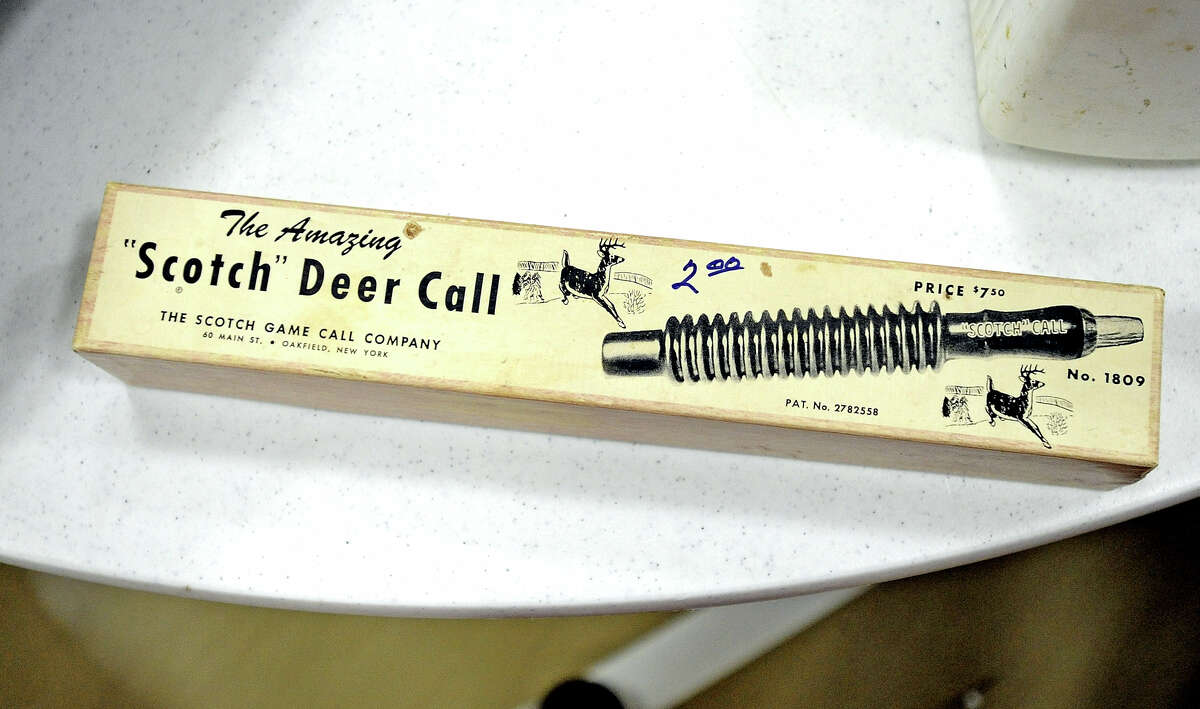 The Amazing
"Scotch" Deer Call
©
THE SCOTCH GAME CALL COMPANY
60 MAIN ST. • OAKFIELD, NEW YORK
2 00
PRICE $7.50
"SCOTCH" CALL
No. 1809
PAT. No. 2782558